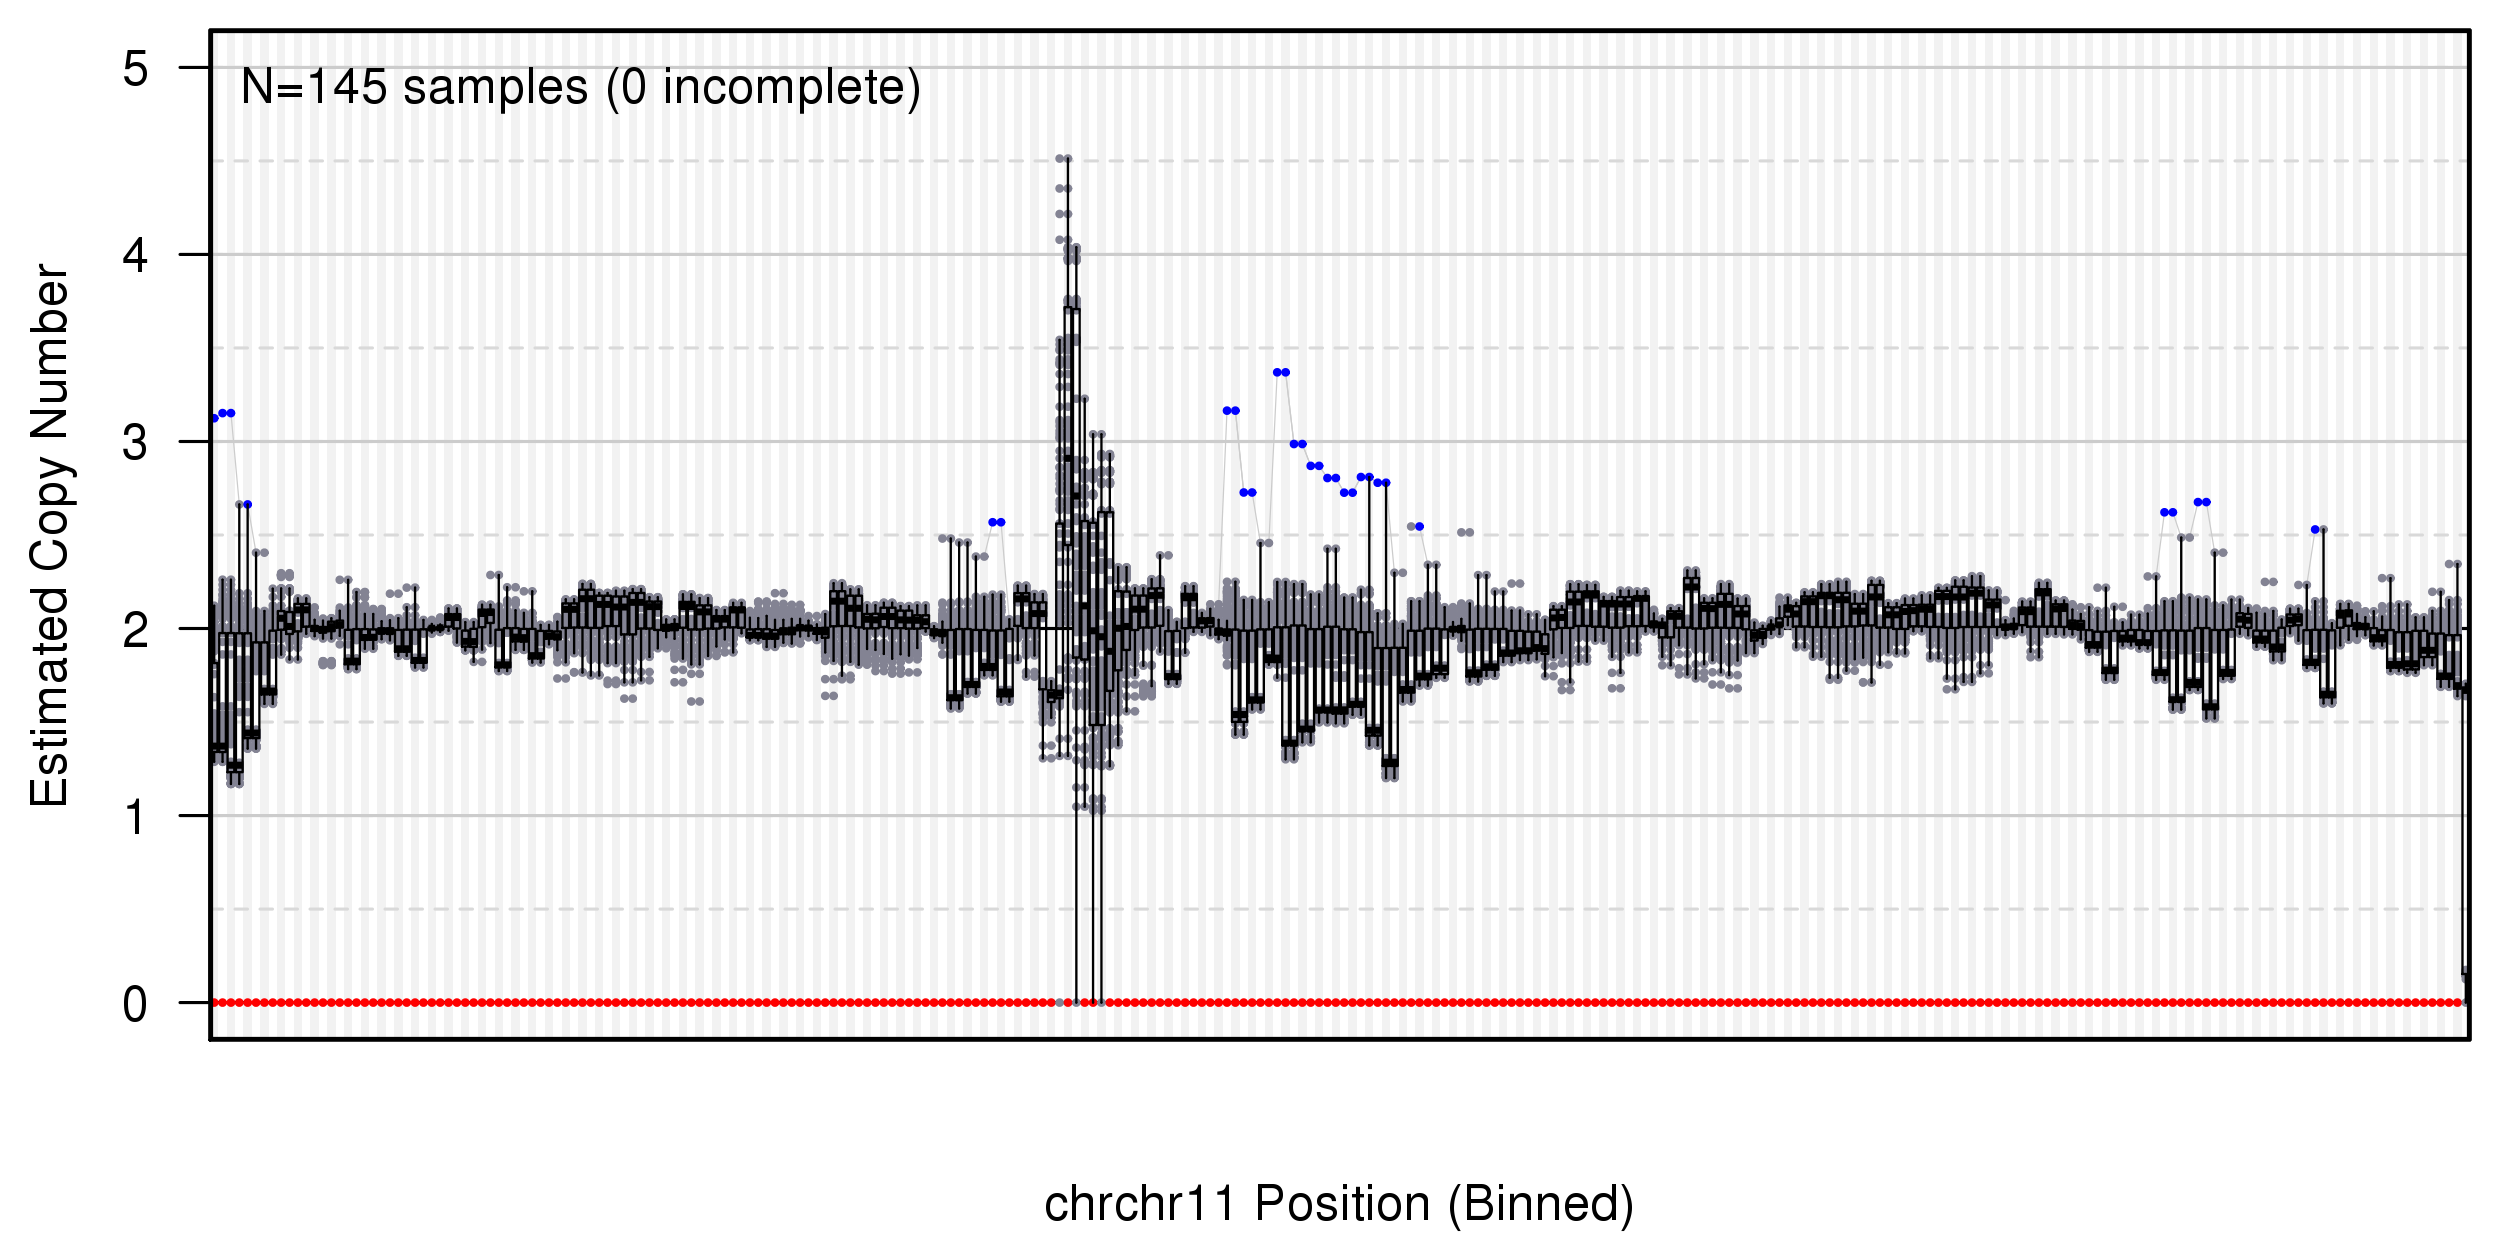 N=145 samples (0 incomplete)
Estimated Copy Number
5
4
3
2
1
0
chrchr11 Position (Binned)